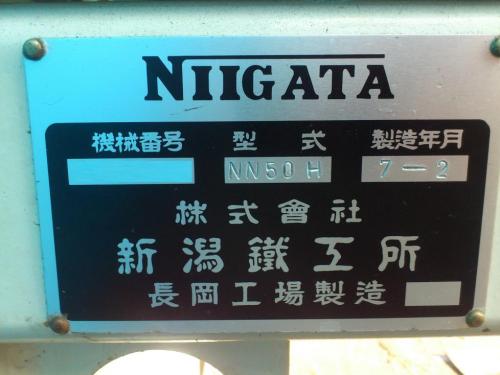 NIIGATA
機械番号 型式 製造年月
NN50H 7-2
株式會社
新潟鐵工所
長岡工場製造